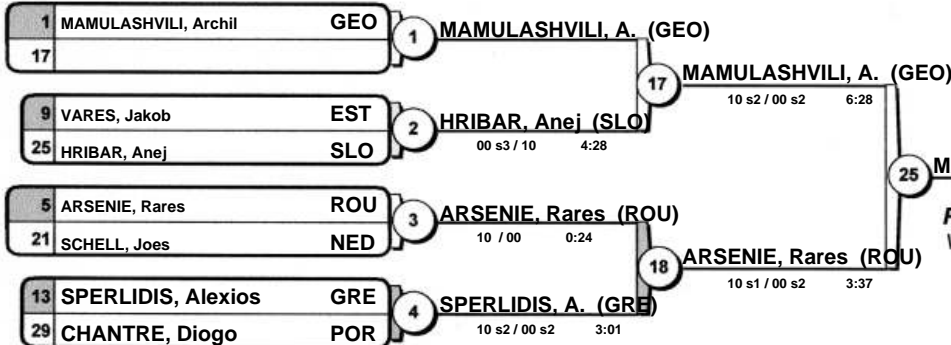 1 MAMULASHVILI, Archil GEO
17
1 MAMULASHVILI, A. (GEO)
9 VARES, Jakob EST
25 HRIBAR, Anej SLO
2 HRIBAR, Anej (SLO)
00 s3 / 10 4:28
17 MAMULASHVILI, A. (GEO)
10 s2 / 00 s2 6:28
5 ARSENIE, Rares ROU
21 SCHELL, Joes NED
3 ARSENIE, Rares (ROU)
10 / 00 0:24
13 SPERLIDIS, Alexios GRE
29 CHANTRE, Diogo POR
4 SPERLIDIS, A. (GRE)
10 s2 / 00 s2 3:01
18 ARSENIE, Rares (ROU)
10 s1 / 00 s2 3:37
25